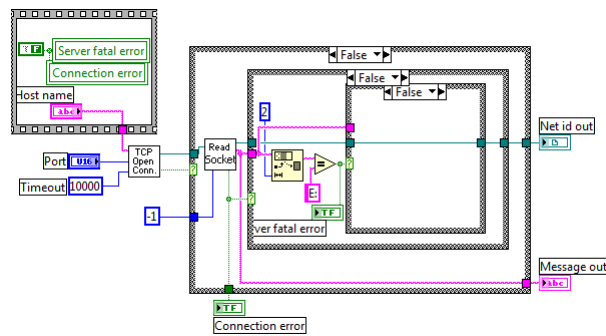 False
F
Server fatal error
Connection error
Host name
abc
False
False
False
2
TCP
Open
Conn.
Read
Socket
Net id out
Port
U16
Timeout
10000
=
E:
TF
ver fatal error
-1
Message out
abc
TF
Connection error